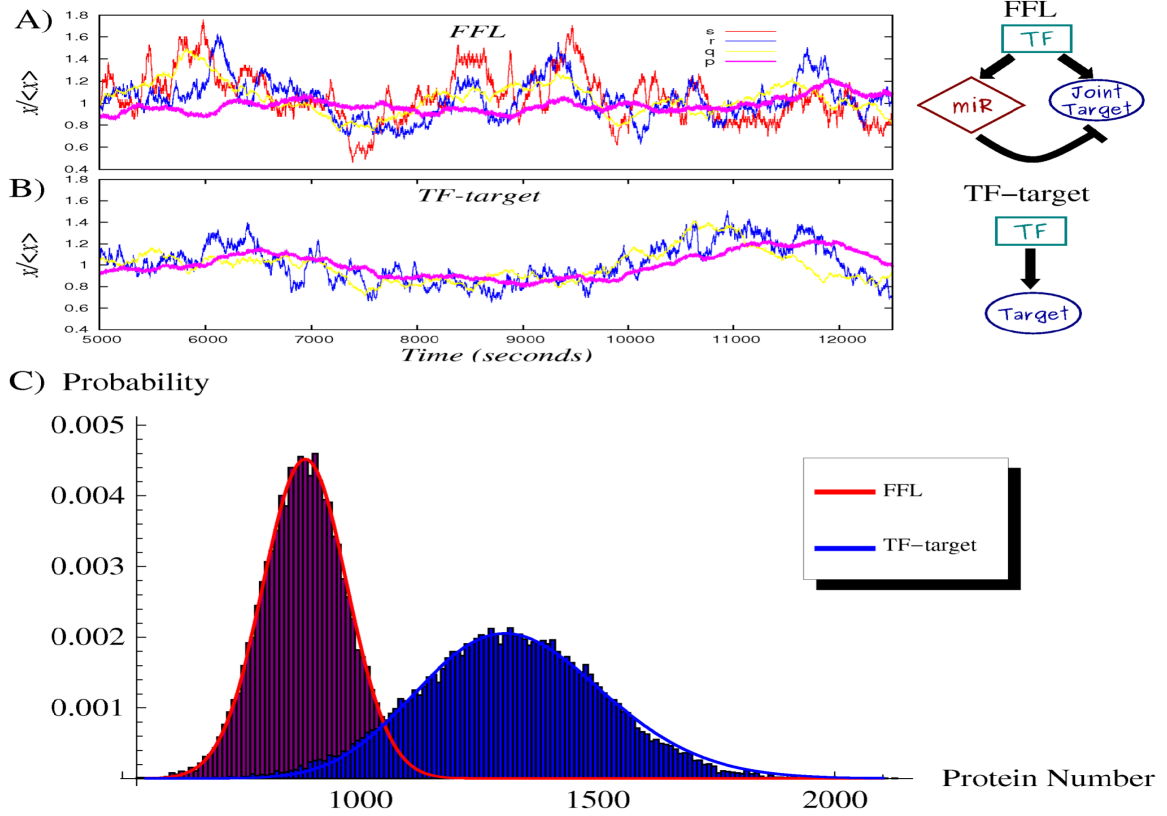 A)
FFL
x/<x>
1.8
1.6
1.4
1.2
1
0.8
0.6
0.4
s
r
q
p
FFL
TF
miR
Joint
Target
B)
TF-target
x/<x>
1.8
1.6
1.4
1.2
1
0.8
0.6
0.4
5000 6000 7000 8000 9000 10000 11000 12000
Time (seconds)
TF-target
TF
Target
C) Probability
0.005
0.004
0.003
0.002
0.001
1000 1500 2000
Protein Number
FFL
TF-target